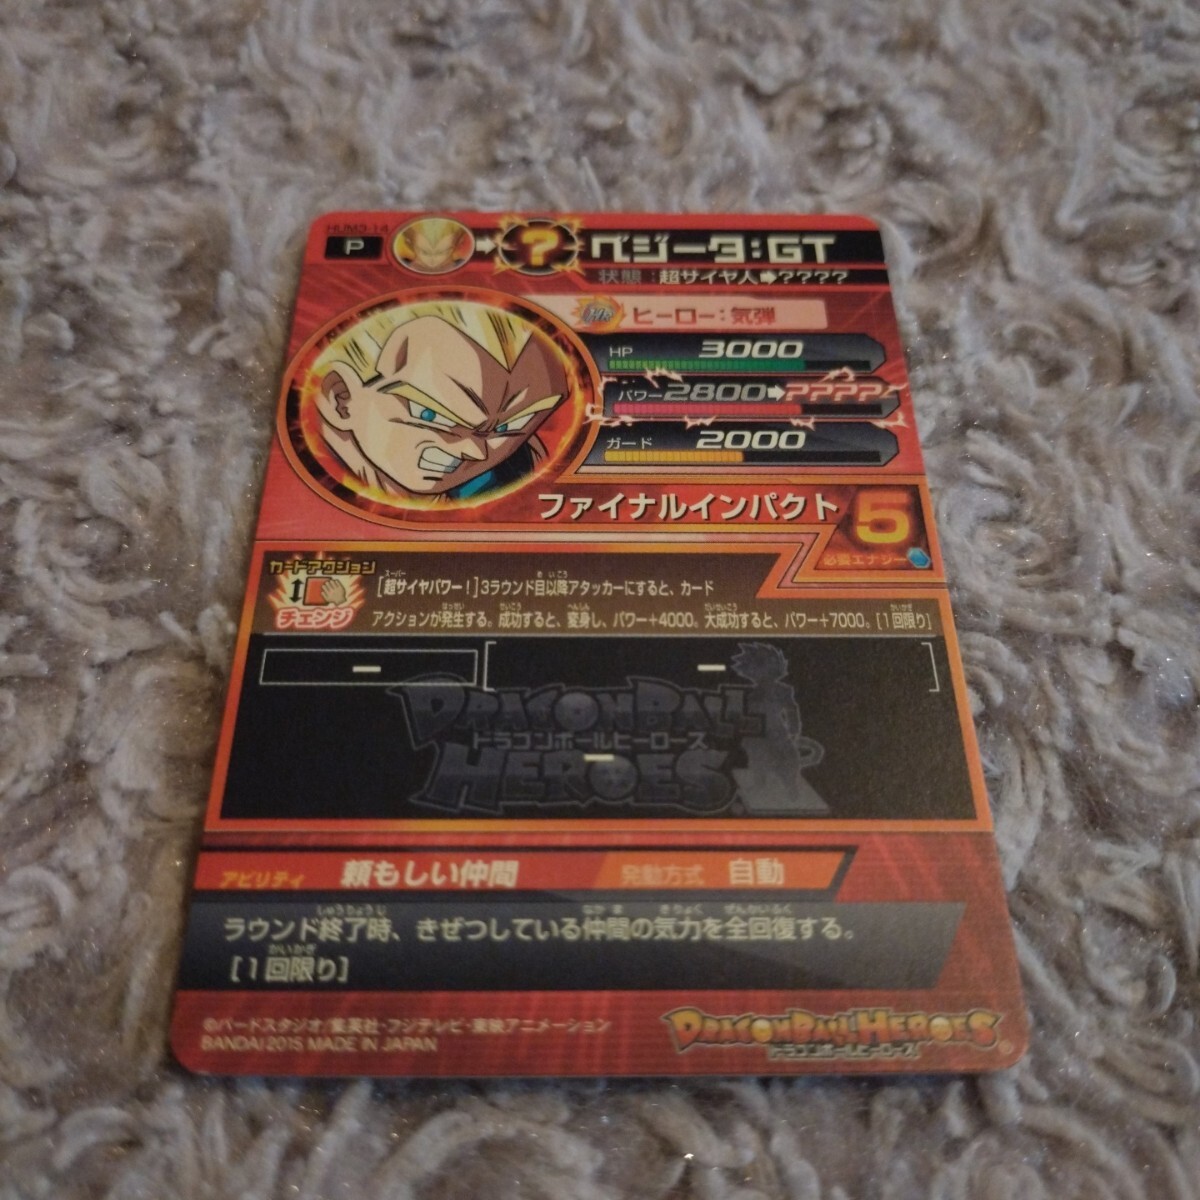 HUM3-14
P
ベジータ:GT
状態:超サイヤ人➡????
ヒーロー:気弾
HP 3000
パワー 2800➡????
ガード 2000
ファイナルインパクト
5
必要エナジー
カードアクション
チェンジ
[超サイヤパワー!]3ラウンド目以降アタッカーにすると、カード
アクションが発生する。成功すると、変身し、パワー+4000。大成功すると、パワー+7000。[1回限り]
ー ー
DRAGON BALL
ドラゴンボールヒーローズ
ー
HEROES
アビリティ 頼もしい仲間 発動方式 自動
ラウンド終了時、きぜつしている仲間の気力を全回復する。
[1回限り]
©バードスタジオ/集英社・フジテレビ・東映アニメーション
BANDAI 2015 MADE IN JAPAN
DRAGON BALL HEROES
ドラゴンボールヒーローズ